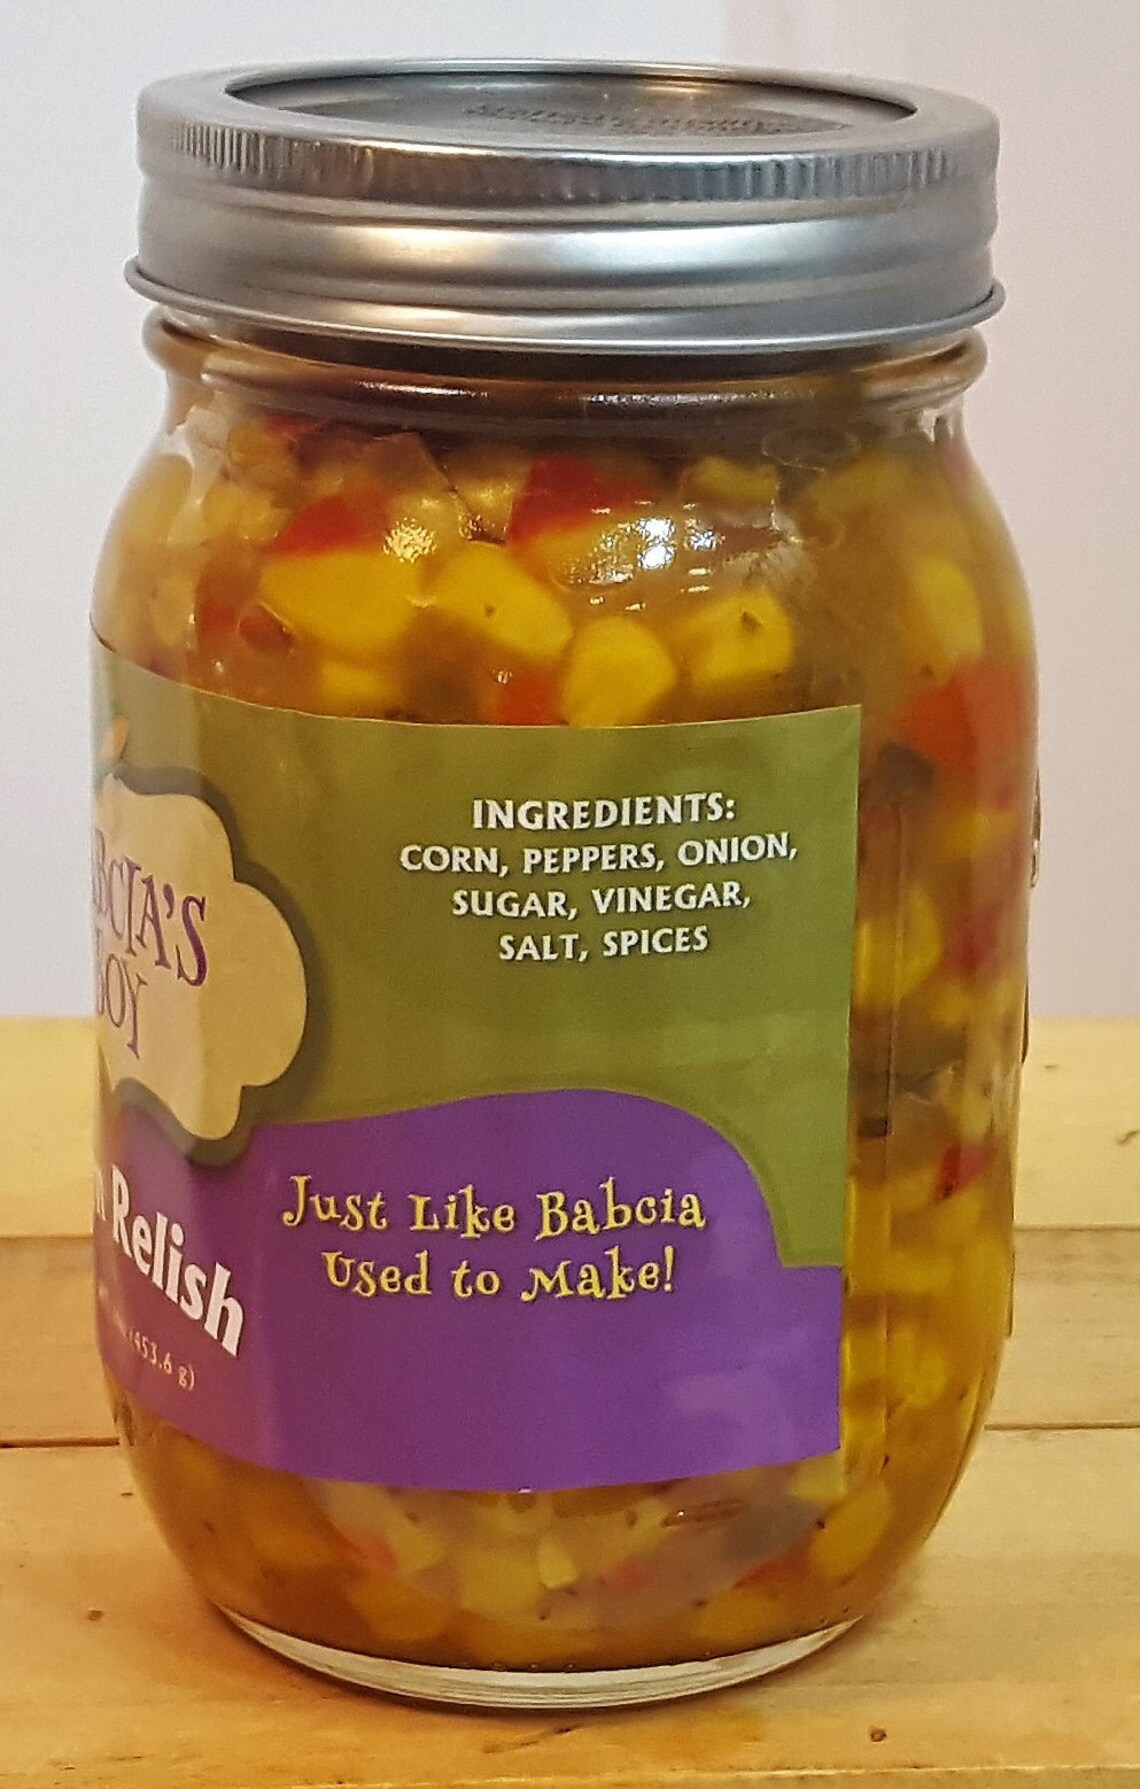 INGREDIENTS:
CORN, PEPPERS, ONION,
SUGAR, VINEGAR,
SALT, SPICES
BCIA'S
BOY
Relish
(453.6 g)
Just Like Babcia
Used to Make!